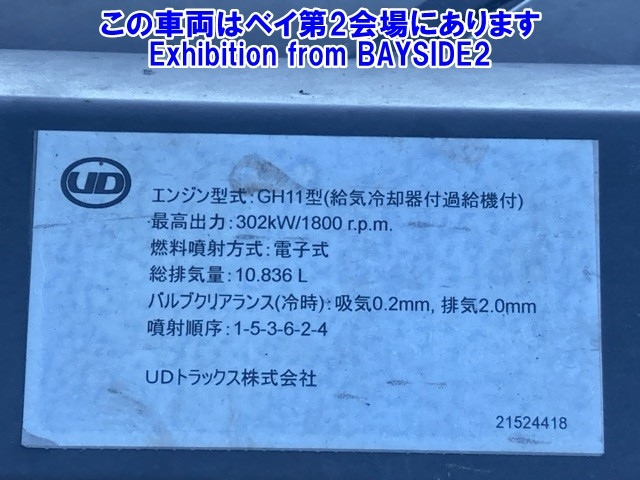 この車両はベイ第2会場にあります
Exhibition from BAYSIDE2
UD
エンジン型式:GH11型(給気冷却器付過給機付)
最高出力:302kW/1800 r.p.m.
燃料噴射方式:電子式
総排気量:10.836 L
バルブクリアランス(冷時):吸気0.2mm, 排気2.0mm
噴射順序:1-5-3-6-2-4
UDトラックス株式会社
21524418